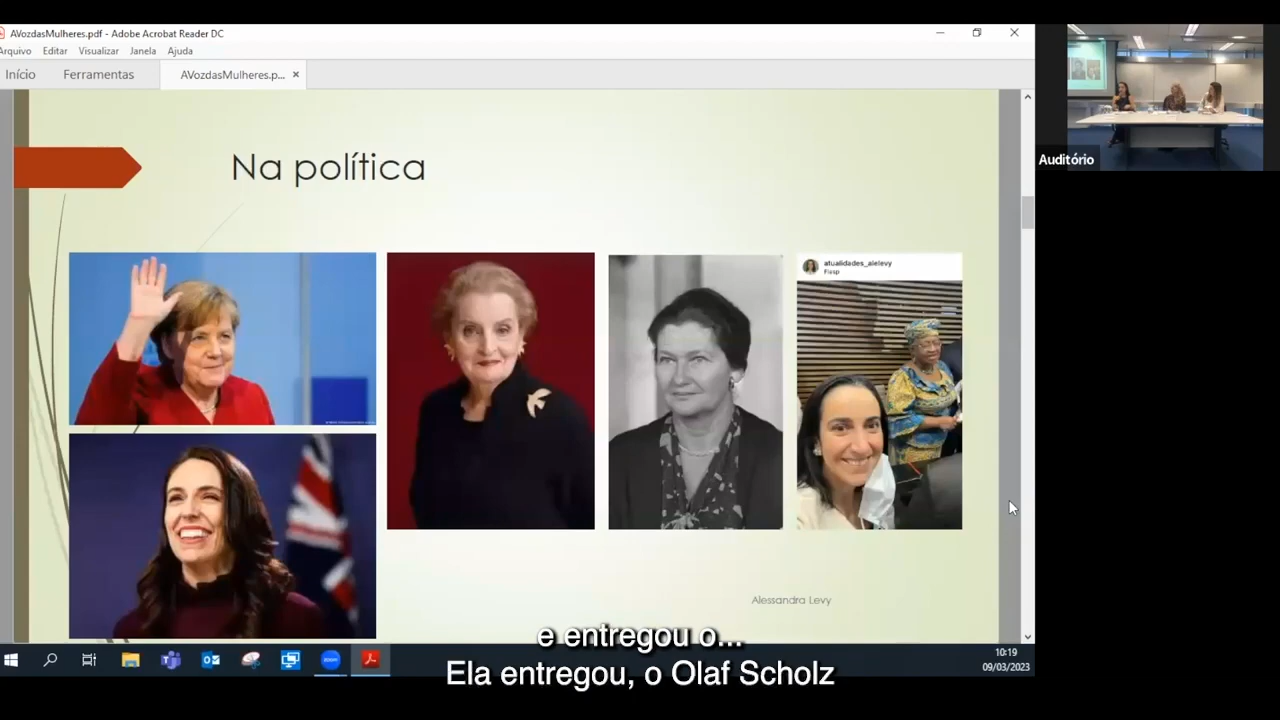 AVozdasMulheres.pdf - Adobe Acrobat Reader DC
Arquivo Editar Visualizar Janela Ajuda
Início Ferramentas AVozdasMulheres.p... ×
Na política
atualidades_alelevy
Fiesp
Alessandra Levy
Auditório
10:19
09/03/2023
e entregou o...
Ela entregou, o Olaf Scholz